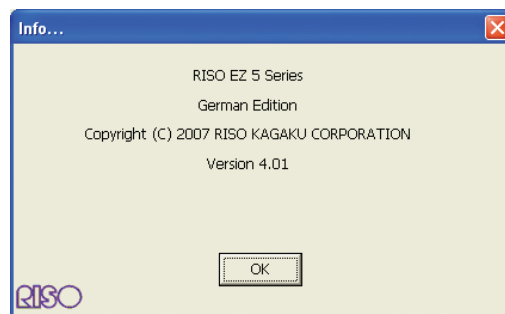 Info...
RISO EZ 5 Series
German Edition
Copyright (C) 2007 RISO KAGAKU CORPORATION
Version 4.01
OK
RISO